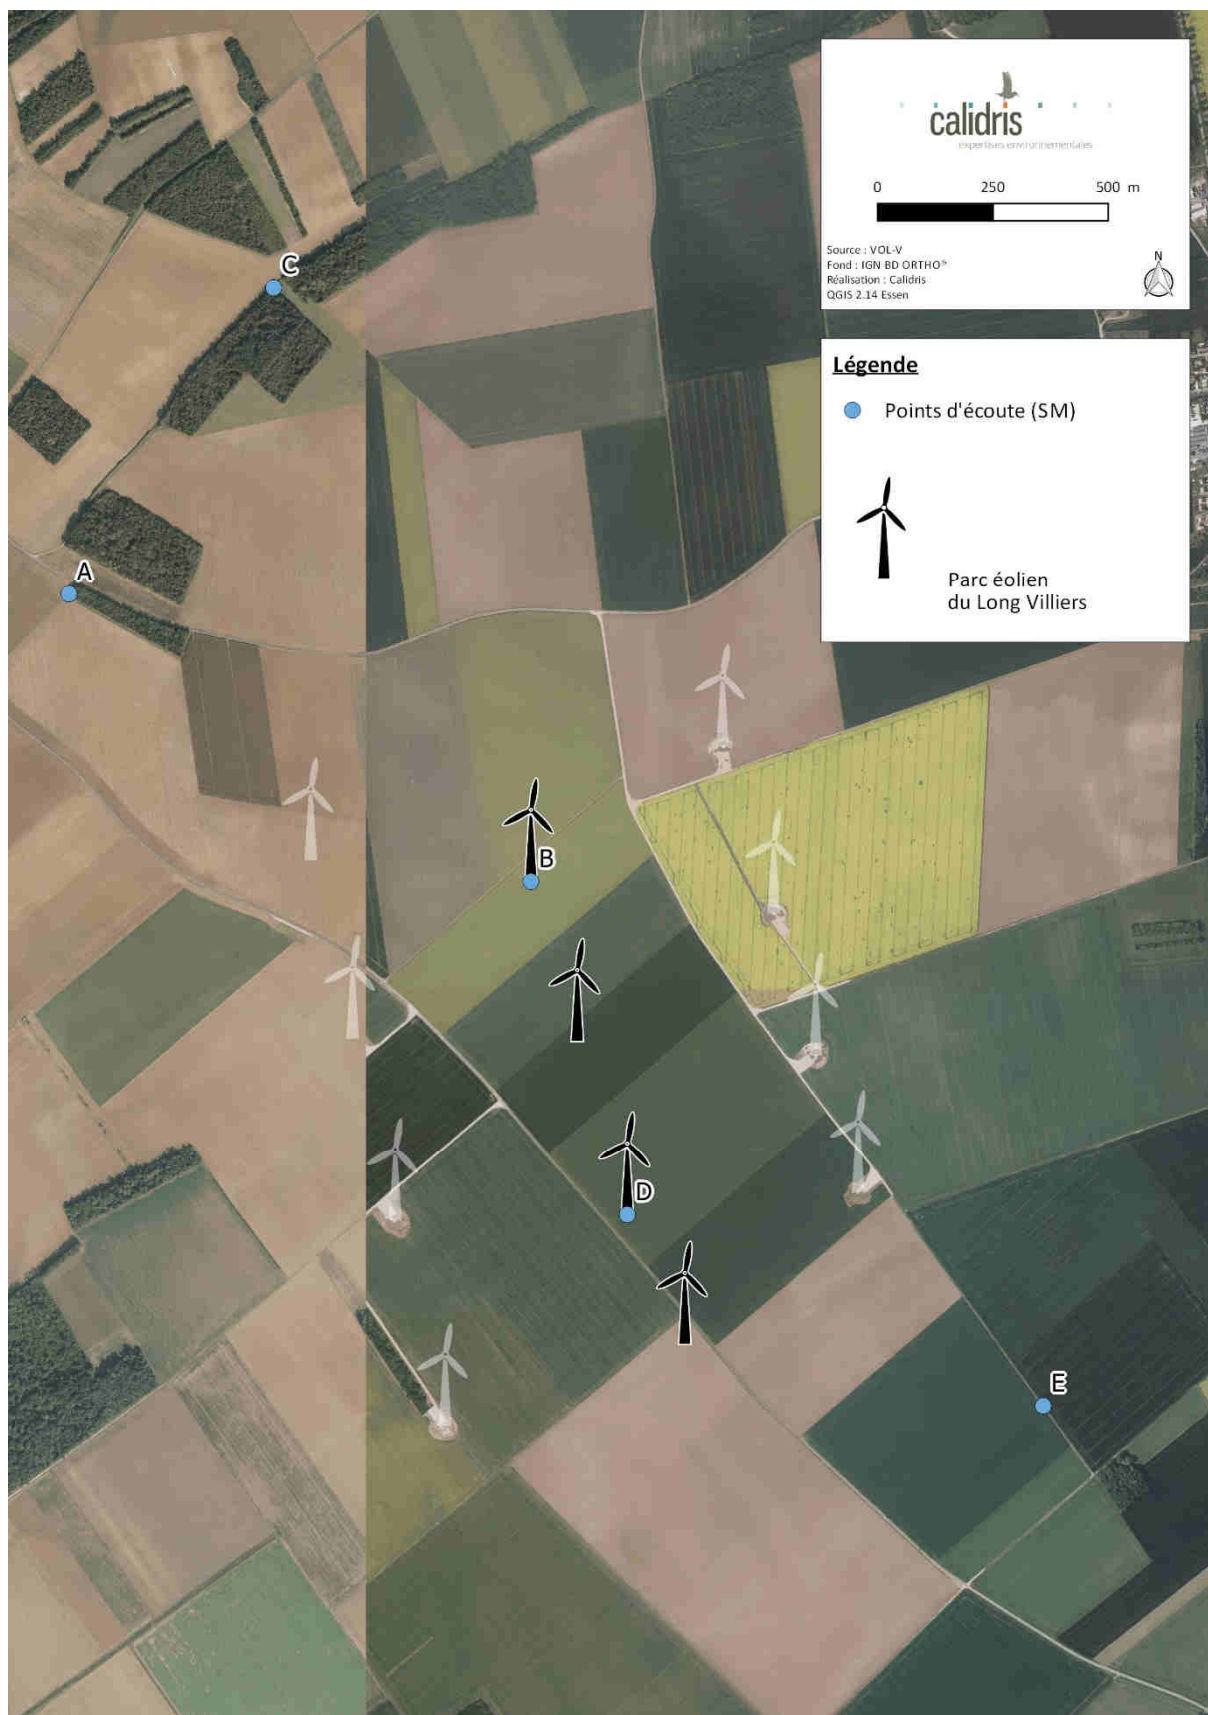 calidris
expertises environnementales
0 250 500 m
Source : VOL-V
Fond : IGN BD ORTHO®
Réalisation : Calidris
QGIS 2.14 Essen
N
Légende
Points d'écoute (SM)
Parc éolien
du Long Villiers
C
A
B
D
E